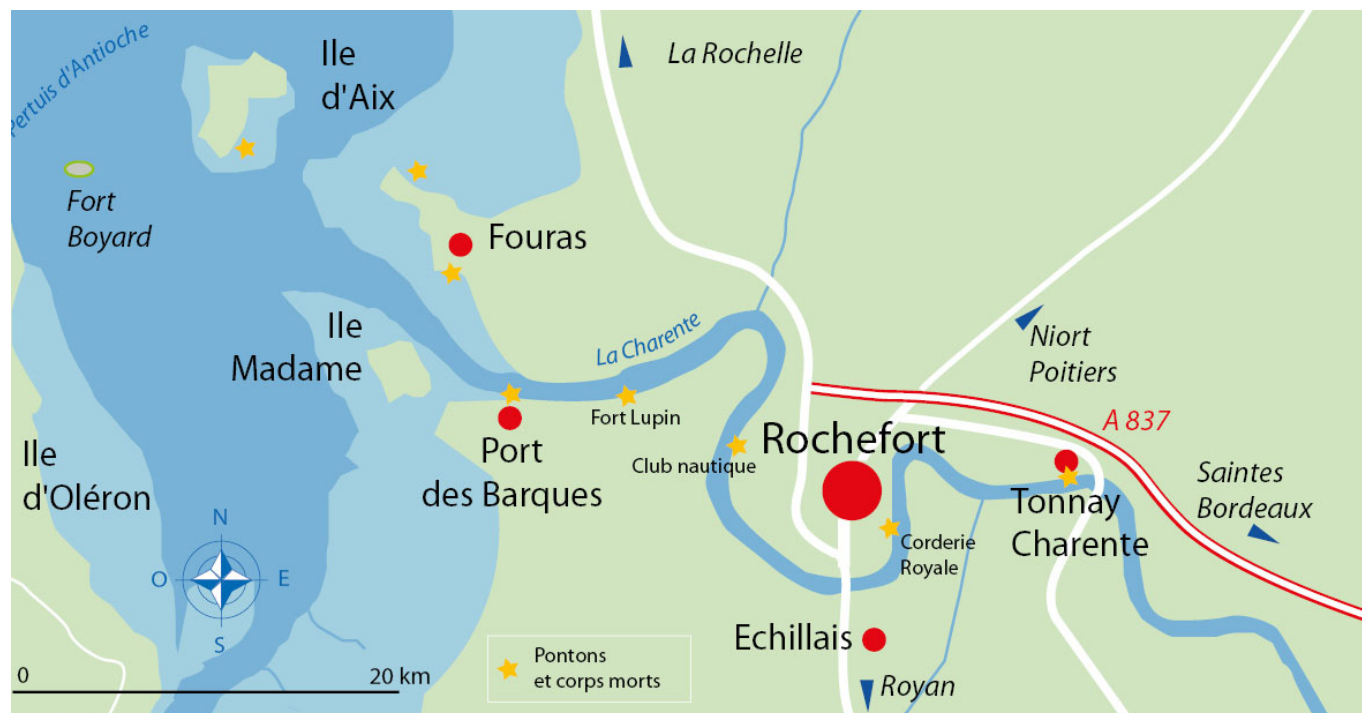 Pertuis d'Antioche
Ile
d'Aix
La Rochelle
Fort
Boyard
Fouras
Ile
Madame
La Charente
Niort
Poitiers
Fort Lupin
A 837
Port
des Barques
Club nautique
Rochefort
Ile
d'Oléron
Saintes
Bordeaux
Tonnay
Charente
Corderie
Royale
N
O
E
S
Echillais
Royan
0
20 km
Pontons
et corps morts